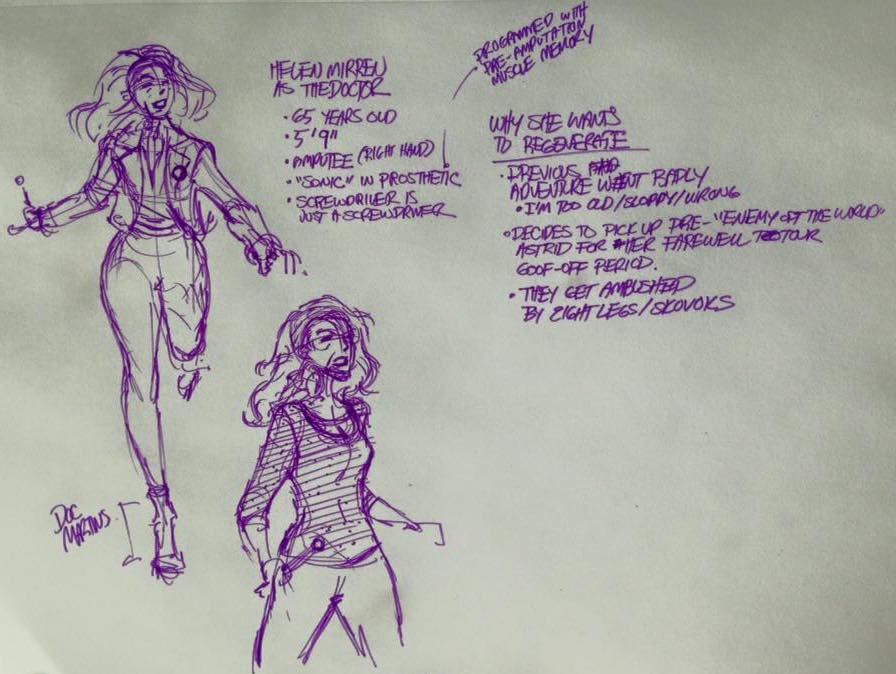 HELEN MIRREN
AS THE DOCTOR
• 65 YEARS OLD
• 5'9"
• AMPUTEE (RIGHT HAND)
• "SONIC" IN PROSTHETIC
• SCREWDRIVER IS
JUST A SCREWDRIVER
PROGRAMMED WITH
PRE-AMPUTATION
MUSCLE MEMORY
WHY SHE WANTS
TO REGENERATE
• PREVIOUS
ADVENTURE WENT BADLY
• I'M TOO OLD/SLOPPY/WRONG
• DECIDES TO PICK UP PRE-"ENEMY OF THE WORLD"
ASTRID FOR HER FAREWELL TOUR
GOOF-OFF PERIOD.
• THEY GET AMBUSHED
BY EIGHT LEGS/SKOVOKS
DOC
MARTINS